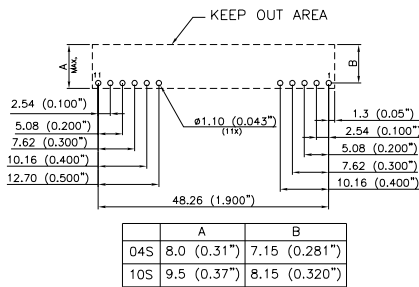 KEEP OUT AREA
A MAX.
B
1
2.54 (0.100")
5.08 (0.200")
7.62 (0.300")
10.16 (0.400")
12.70 (0.500")
ø1.10 (0.043")
(11x)
1.3 (0.05")
2.54 (0.100")
5.08 (0.200")
7.62 (0.300")
10.16 (0.400")
48.26 (1.900")
A B
04S 8.0 (0.31") 7.15 (0.281")
10S 9.5 (0.37") 8.15 (0.320")